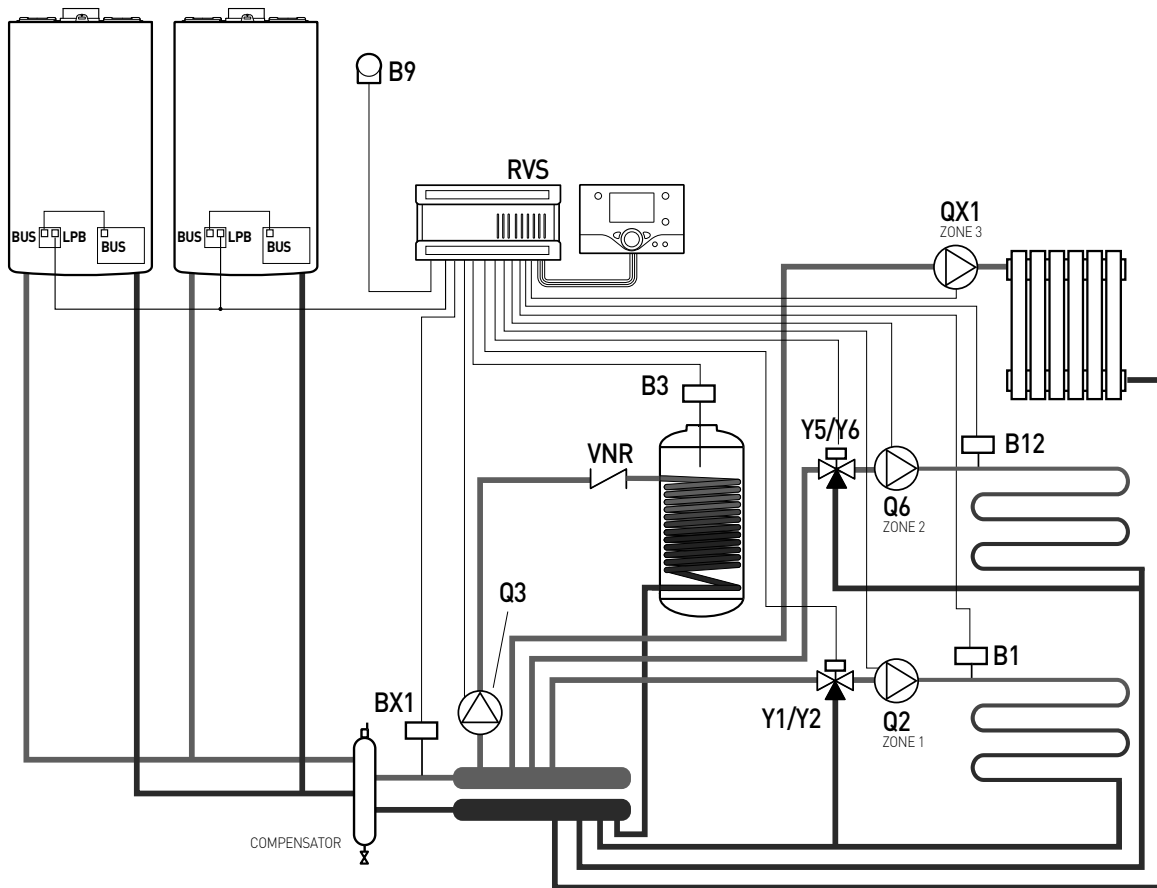 B9
RVS
BUS
LPB
BUS
BUS
LPB
BUS
QX1
ZONE 3
B3
Y5/Y6
B12
VNR
Q6
ZONE 2
Q3
B1
BX1
Y1/Y2
Q2
ZONE 1
COMPENSATOR